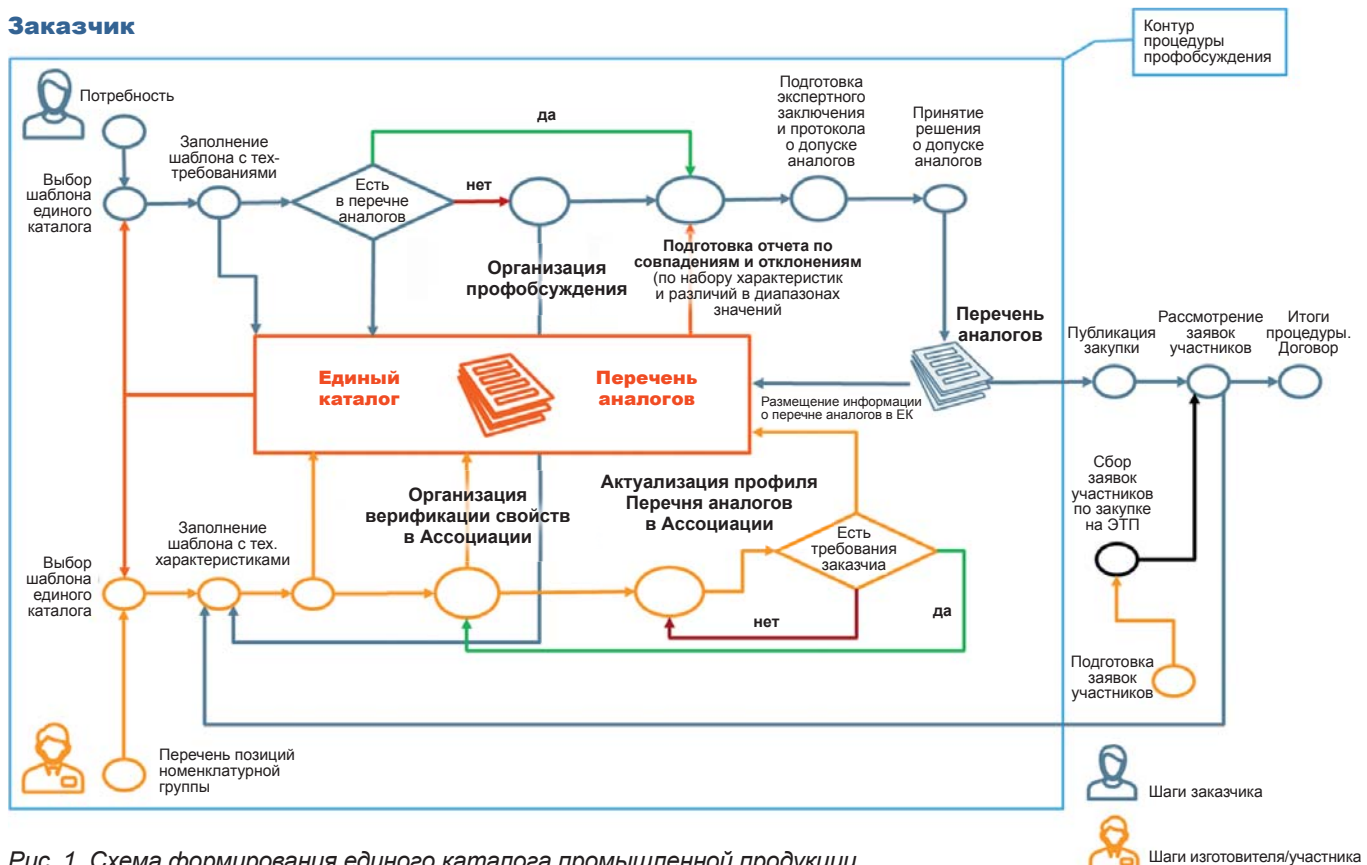 Заказчик
Контур
процедуры
профобсуждения
Потребность
Выбор
шаблона
единого
каталога
Заполнение
шаблона с тех-
требованиями
Есть
в перечне
аналогов
да
нет
Организация
профобсуждения
Подготовка отчета по
совпадениям и отклонениям
(по набору характеристик
и различий в диапазонах
значений
Подготовка
экспертного
заключения
и протокола
о допуске
аналогов
Принятие
решения
о допуске
аналогов
Перечень
аналогов
Публикация
закупки
Рассмотрение
заявок
участников
Итоги
процедуры.
Договор
Единый
каталог
Перечень
аналогов
Размещение информации
о перечне аналогов в ЕК
Сбор
заявок
участников
по закупке
на ЭТП
Выбор
шаблона
единого
каталога
Заполнение
шаблона с тех.
характеристиками
Организация
верификации свойств
в Ассоциации
Актуализация профиля
Перечня аналогов
в Ассоциации
Есть
требования
заказчиа
нет
да
Подготовка
заявок
участников
Перечень позиций
номенклатурной
группы
Шаги заказчика
Шаги изготовителя/участника
Рис. 1. Схема формирования единого каталога промышленной продукции